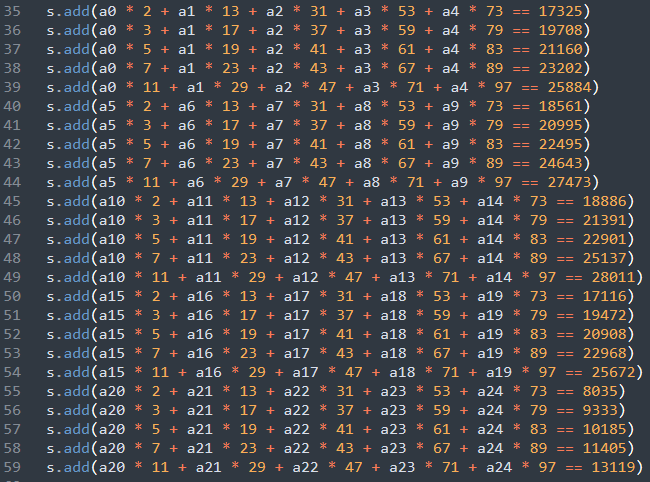 35 s.add(a0 * 2 + a1 * 13 + a2 * 31 + a3 * 53 + a4 * 73 == 17325)
36 s.add(a0 * 3 + a1 * 17 + a2 * 37 + a3 * 59 + a4 * 79 == 19708)
37 s.add(a0 * 5 + a1 * 19 + a2 * 41 + a3 * 61 + a4 * 83 == 21160)
38 s.add(a0 * 7 + a1 * 23 + a2 * 43 + a3 * 67 + a4 * 89 == 23202)
39 s.add(a0 * 11 + a1 * 29 + a2 * 47 + a3 * 71 + a4 * 97 == 25884)
40 s.add(a5 * 2 + a6 * 13 + a7 * 31 + a8 * 53 + a9 * 73 == 18561)
41 s.add(a5 * 3 + a6 * 17 + a7 * 37 + a8 * 59 + a9 * 79 == 20995)
42 s.add(a5 * 5 + a6 * 19 + a7 * 41 + a8 * 61 + a9 * 83 == 22495)
43 s.add(a5 * 7 + a6 * 23 + a7 * 43 + a8 * 67 + a9 * 89 == 24643)
44 s.add(a5 * 11 + a6 * 29 + a7 * 47 + a8 * 71 + a9 * 97 == 27473)
45 s.add(a10 * 2 + a11 * 13 + a12 * 31 + a13 * 53 + a14 * 73 == 18886)
46 s.add(a10 * 3 + a11 * 17 + a12 * 37 + a13 * 59 + a14 * 79 == 21391)
47 s.add(a10 * 5 + a11 * 19 + a12 * 41 + a13 * 61 + a14 * 83 == 22901)
48 s.add(a10 * 7 + a11 * 23 + a12 * 43 + a13 * 67 + a14 * 89 == 25137)
49 s.add(a10 * 11 + a11 * 29 + a12 * 47 + a13 * 71 + a14 * 97 == 28011)
50 s.add(a15 * 2 + a16 * 13 + a17 * 31 + a18 * 53 + a19 * 73 == 17116)
51 s.add(a15 * 3 + a16 * 17 + a17 * 37 + a18 * 59 + a19 * 79 == 19472)
52 s.add(a15 * 5 + a16 * 19 + a17 * 41 + a18 * 61 + a19 * 83 == 20908)
53 s.add(a15 * 7 + a16 * 23 + a17 * 43 + a18 * 67 + a19 * 89 == 22968)
54 s.add(a15 * 11 + a16 * 29 + a17 * 47 + a18 * 71 + a19 * 97 == 25672)
55 s.add(a20 * 2 + a21 * 13 + a22 * 31 + a23 * 53 + a24 * 73 == 8035)
56 s.add(a20 * 3 + a21 * 17 + a22 * 37 + a23 * 59 + a24 * 79 == 9333)
57 s.add(a20 * 5 + a21 * 19 + a22 * 41 + a23 * 61 + a24 * 83 == 10185)
58 s.add(a20 * 7 + a21 * 23 + a22 * 43 + a23 * 67 + a24 * 89 == 11405)
59 s.add(a20 * 11 + a21 * 29 + a22 * 47 + a23 * 71 + a24 * 97 == 13119)